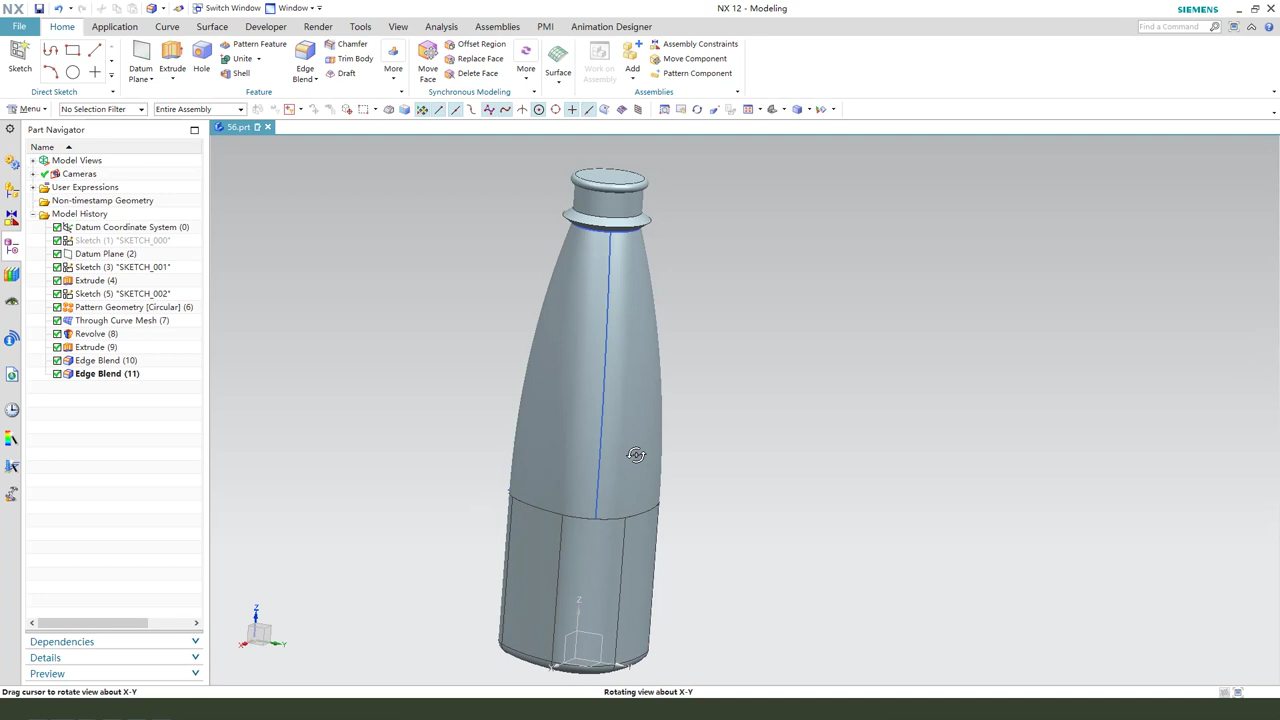 NX
Switch Window
Window
NX 12 - Modeling
SIEMENS
File
Home
Application
Curve
Surface
Developer
Render
Tools
View
Analysis
Assemblies
PMI
Animation Designer
Find a Command
Sketch
Direct Sketch
Datum Plane
Extrude
Hole
Pattern Feature
Unite
Shell
Edge Blend
Chamfer
Trim Body
Draft
More
Feature
Move Face
Offset Region
Replace Face
Delete Face
More
Synchronous Modeling
Surface
Work on Assembly
Add
Assembly Constraints
Move Component
Pattern Component
Assemblies
Menu
No Selection Filter
Entire Assembly
Part Navigator
56.prt
Name
Model Views
Cameras
User Expressions
Non-timestamp Geometry
Model History
Datum Coordinate System (0)
Sketch (1) "SKETCH_000"
Datum Plane (2)
Sketch (3) "SKETCH_001"
Extrude (4)
Sketch (5) "SKETCH_002"
Pattern Geometry [Circular] (6)
Through Curve Mesh (7)
Revolve (8)
Extrude (9)
Edge Blend (10)
Edge Blend (11)
Z
X
Y
Z
X
Dependencies
Details
Preview
Drag cursor to rotate view about X-Y
Rotating view about X-Y